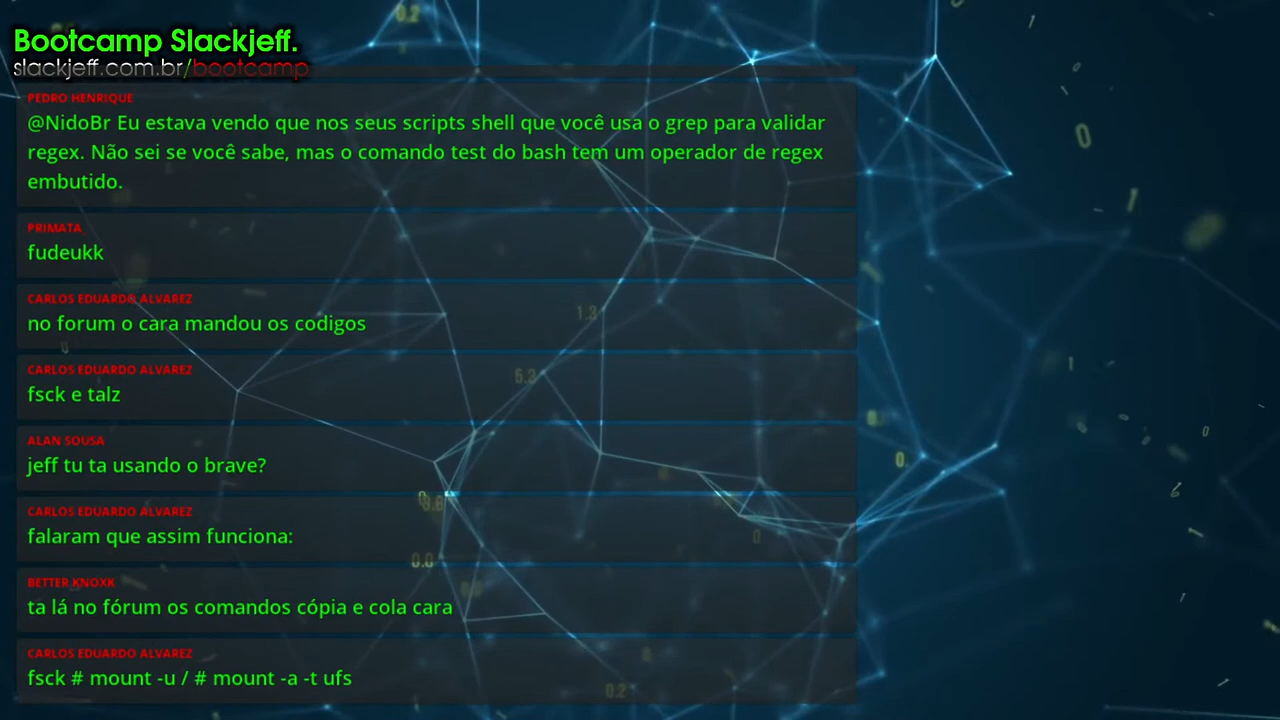 Bootcamp Slackjeff.
slackjeff.com.br/bootcamp
PEDRO HENRIQUE
@NidoBr Eu estava vendo que nos seus scripts shell que você usa o grep para validar
regex. Não sei se você sabe, mas o comando test do bash tem um operador de regex
embutido.
PRIMATA
fudeukk
CARLOS EDUARDO ALVAREZ
no forum o cara mandou os codigos
CARLOS EDUARDO ALVAREZ
fsck e talz
ALAN SOUSA
jeff tu ta usando o brave?
CARLOS EDUARDO ALVAREZ
falaram que assim funciona:
BETTER KNOXK
ta lá no fórum os comandos cópia e cola cara
CARLOS EDUARDO ALVAREZ
fsck # mount -u / # mount -a -t ufs